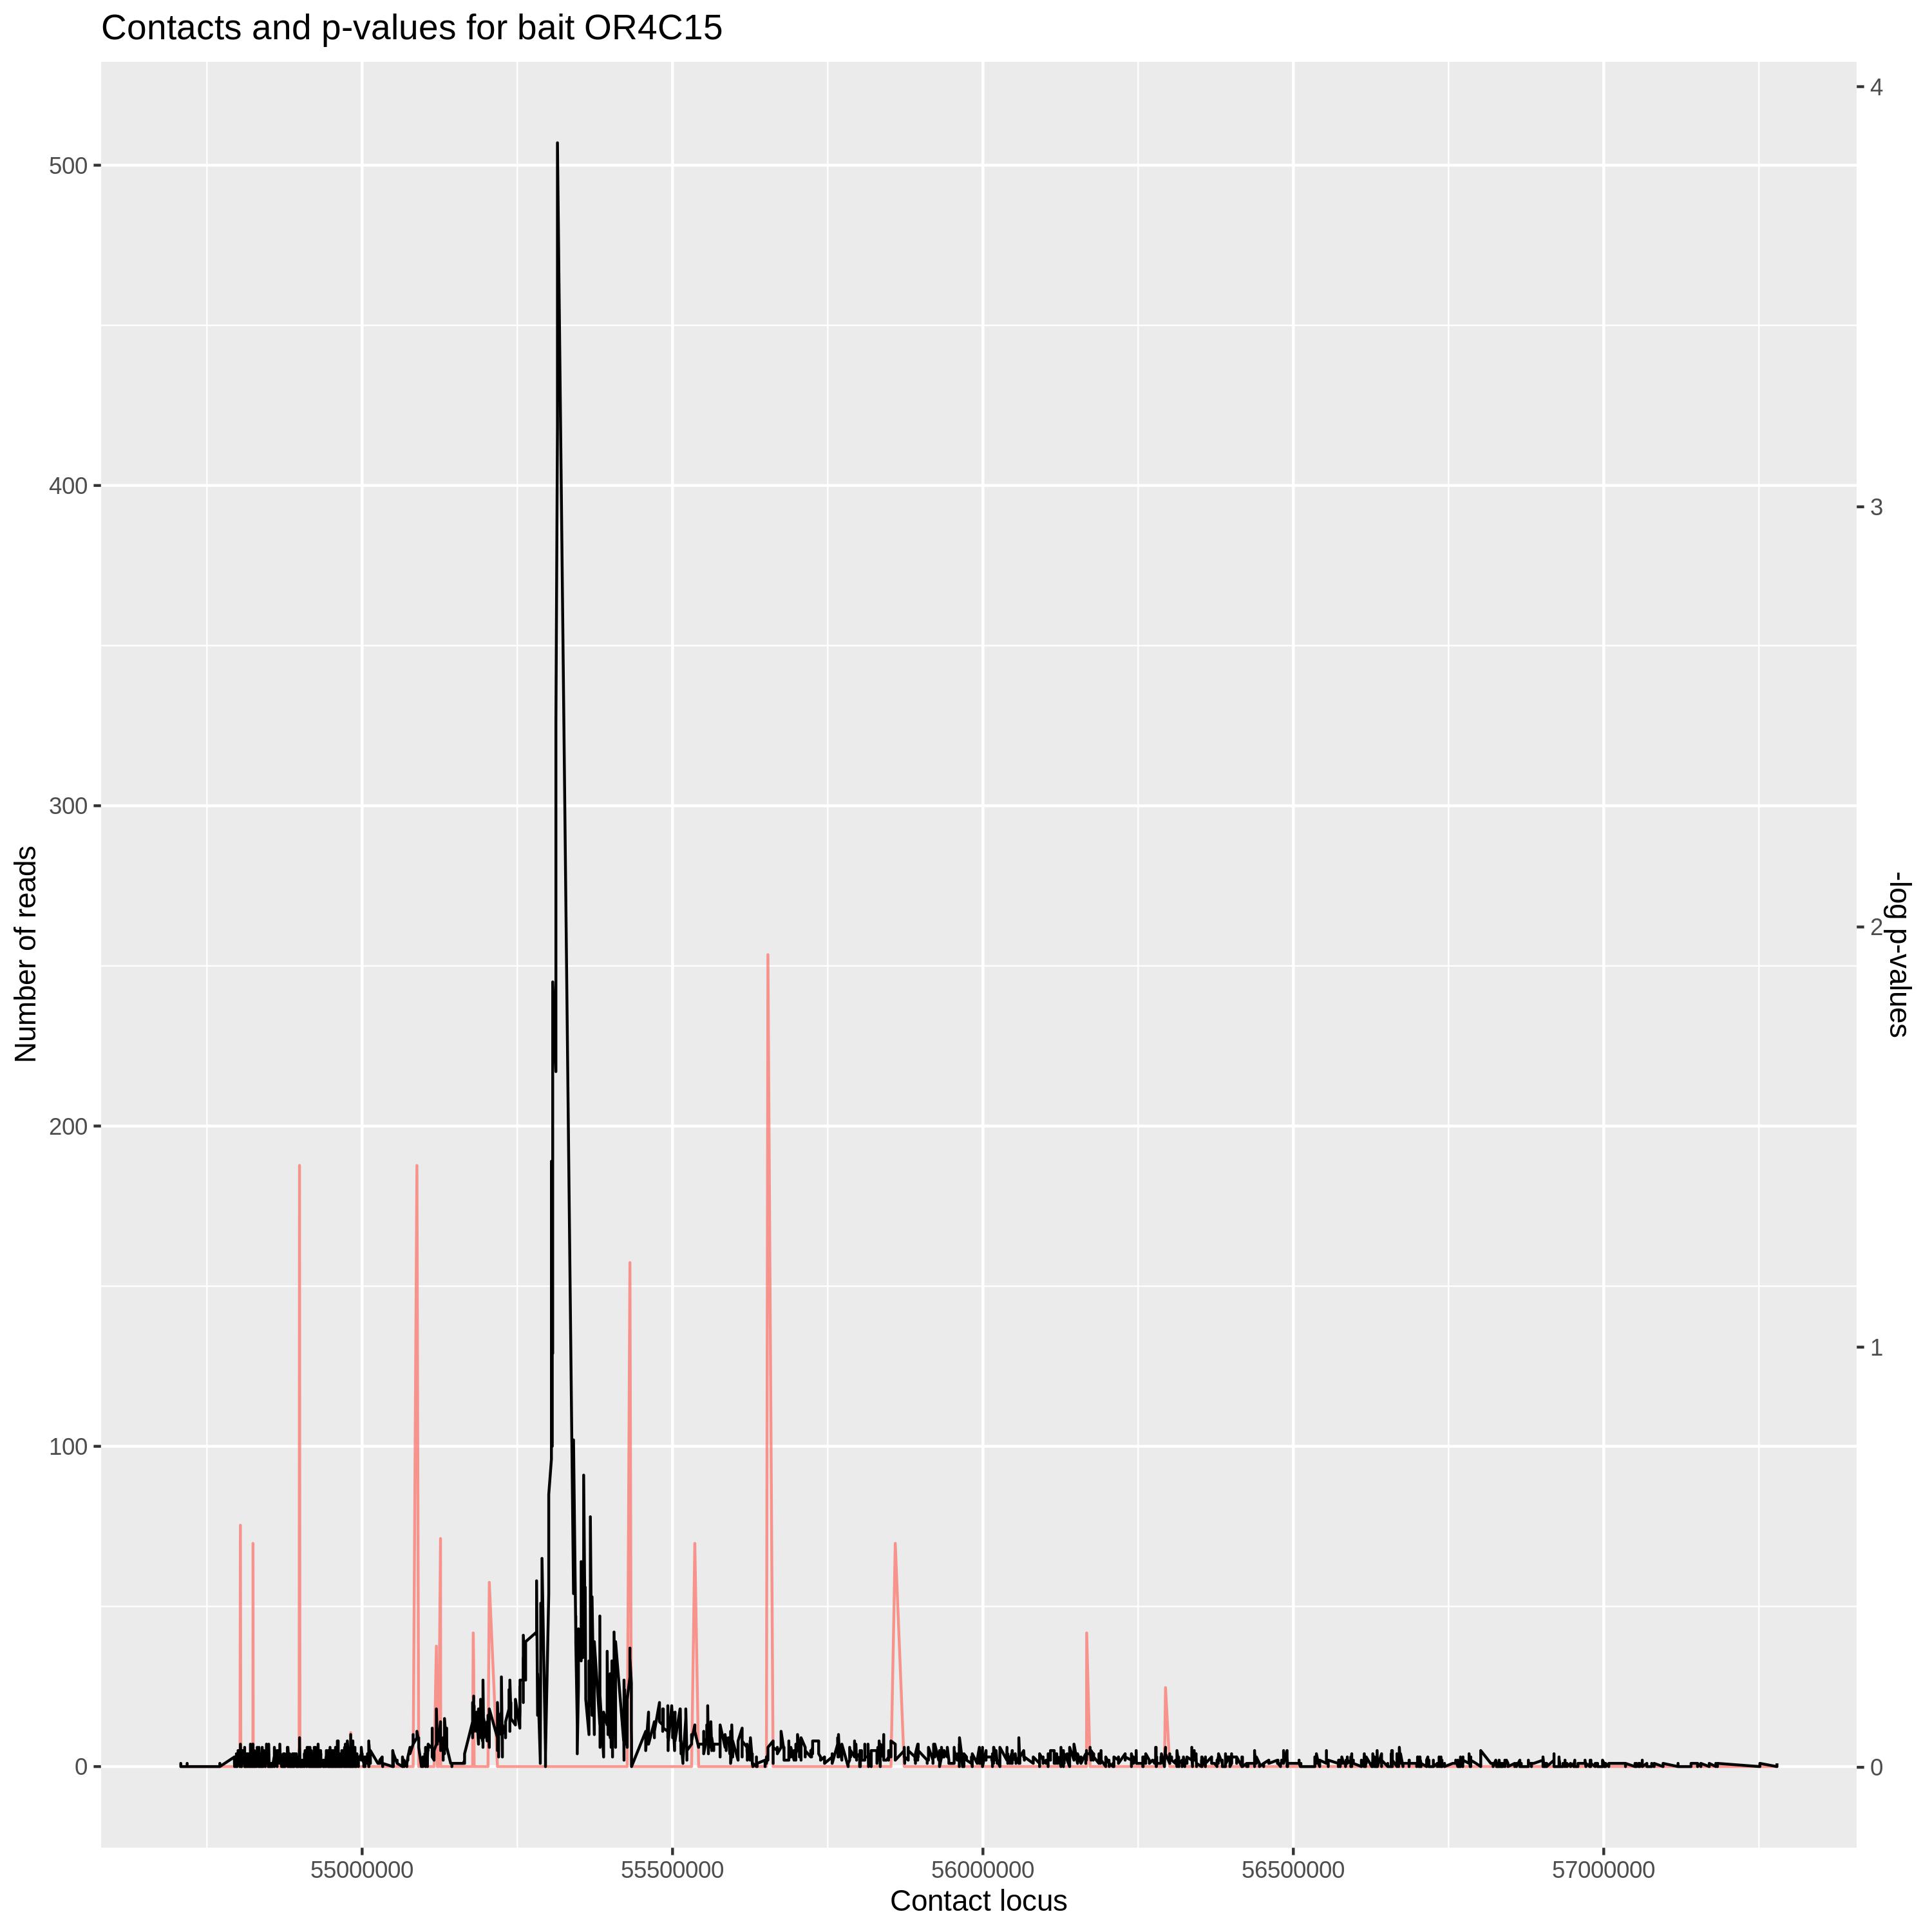 Contacts and p-values for bait OR4C15
Number of reads
500
400
300
200
100
0
4
3
2
1
0
-log p-values
55000000 55500000 56000000 56500000 57000000
Contact locus